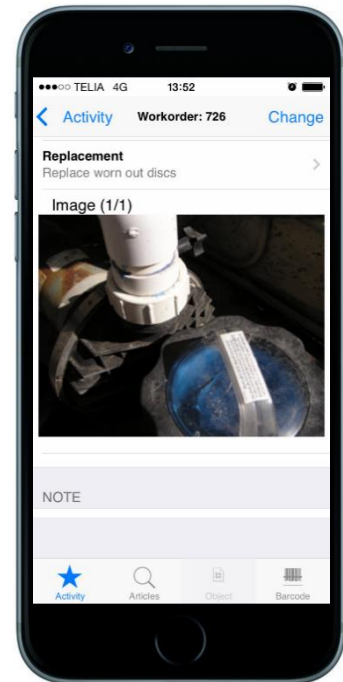 TELIA 4G 13:52
Activity Workorder: 726 Change
Replacement
Replace worn out discs
Image (1/1)
NOTE
Activity Articles Object Barcode